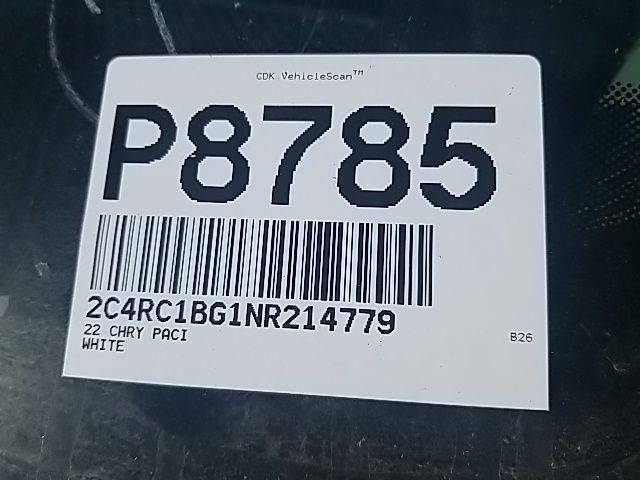 CDK VehicleScan™
P8785
2C4RC1BG1NR214779
22 CHRY PACI
WHITE
B26